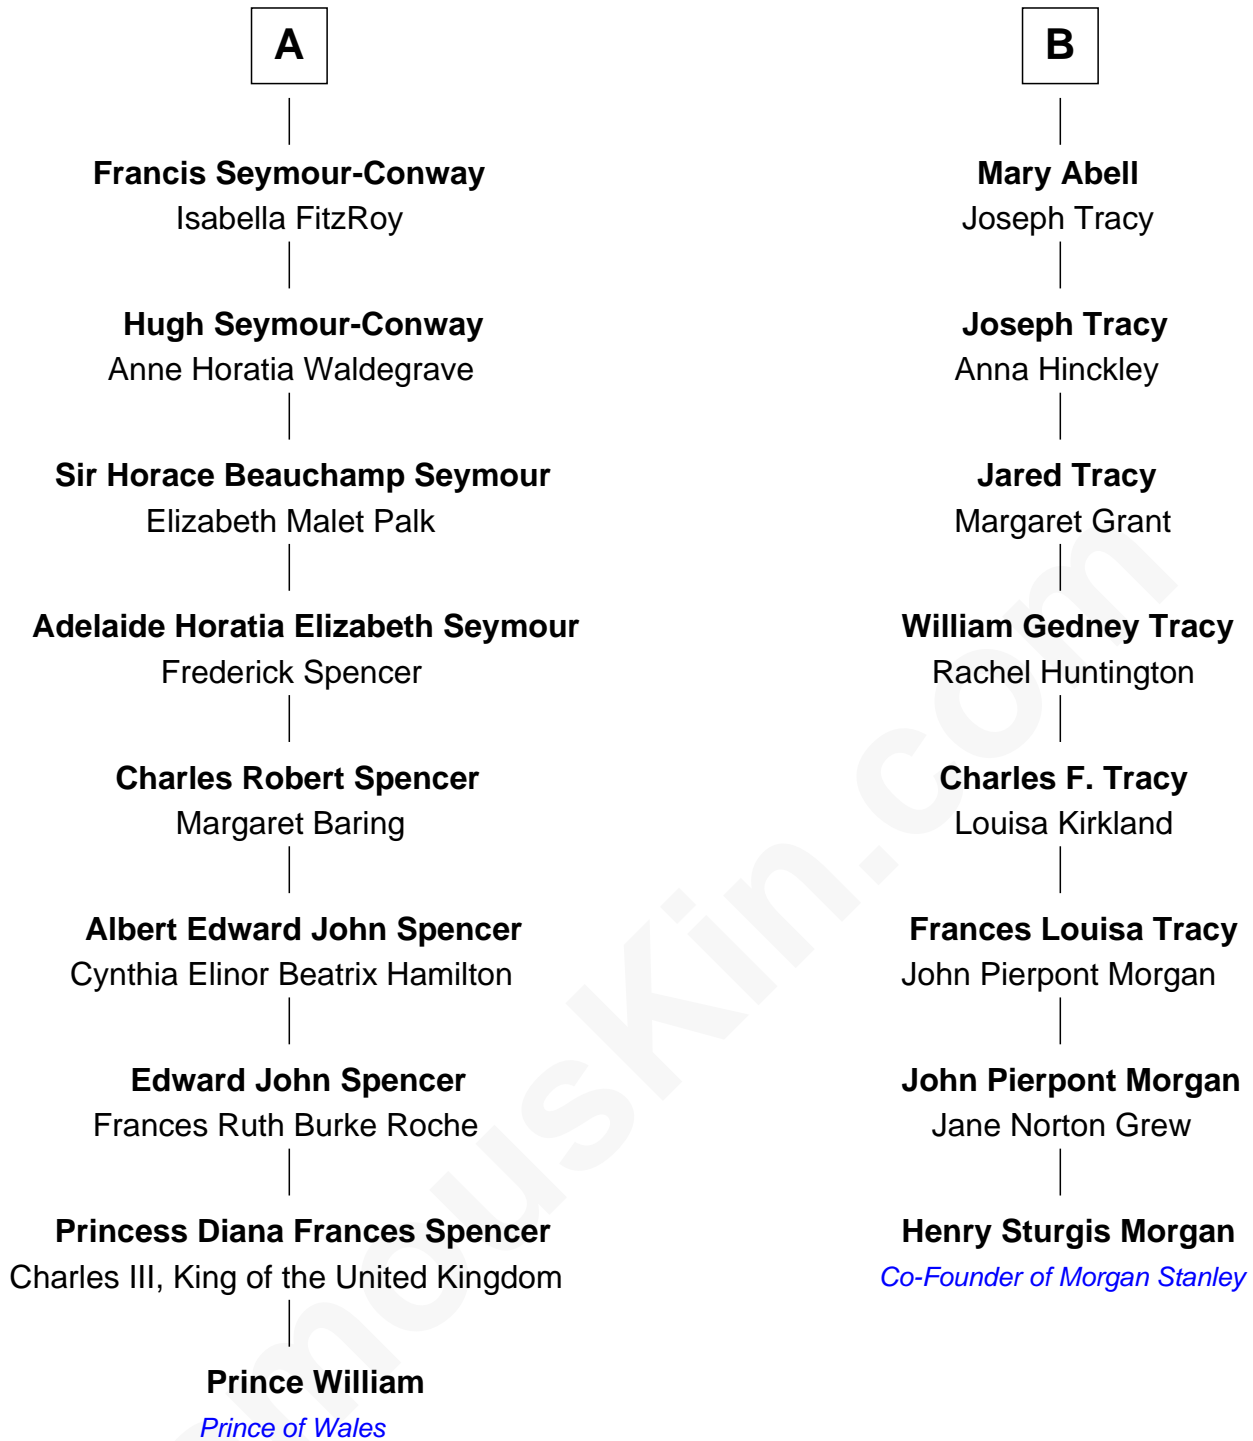 A
Francis Seymour-Conway
Isabella FitzRoy
Hugh Seymour-Conway
Anne Horatia Waldegrave
Sir Horace Beauchamp Seymour
Elizabeth Malet Palk
Adelaide Horatia Elizabeth Seymour
Frederick Spencer
Charles Robert Spencer
Margaret Baring
Albert Edward John Spencer
Cynthia Elinor Beatrix Hamilton
Edward John Spencer
Frances Ruth Burke Roche
Princess Diana Frances Spencer
Charles III, King of the United Kingdom
Prince William
Prince of Wales
B
Mary Abell
Joseph Tracy
Joseph Tracy
Anna Hinckley
Jared Tracy
Margaret Grant
William Gedney Tracy
Rachel Huntington
Charles F. Tracy
Louisa Kirkland
Frances Louisa Tracy
John Pierpont Morgan
John Pierpont Morgan
Jane Norton Grew
Henry Sturgis Morgan
Co-Founder of Morgan Stanley
mousKin.com